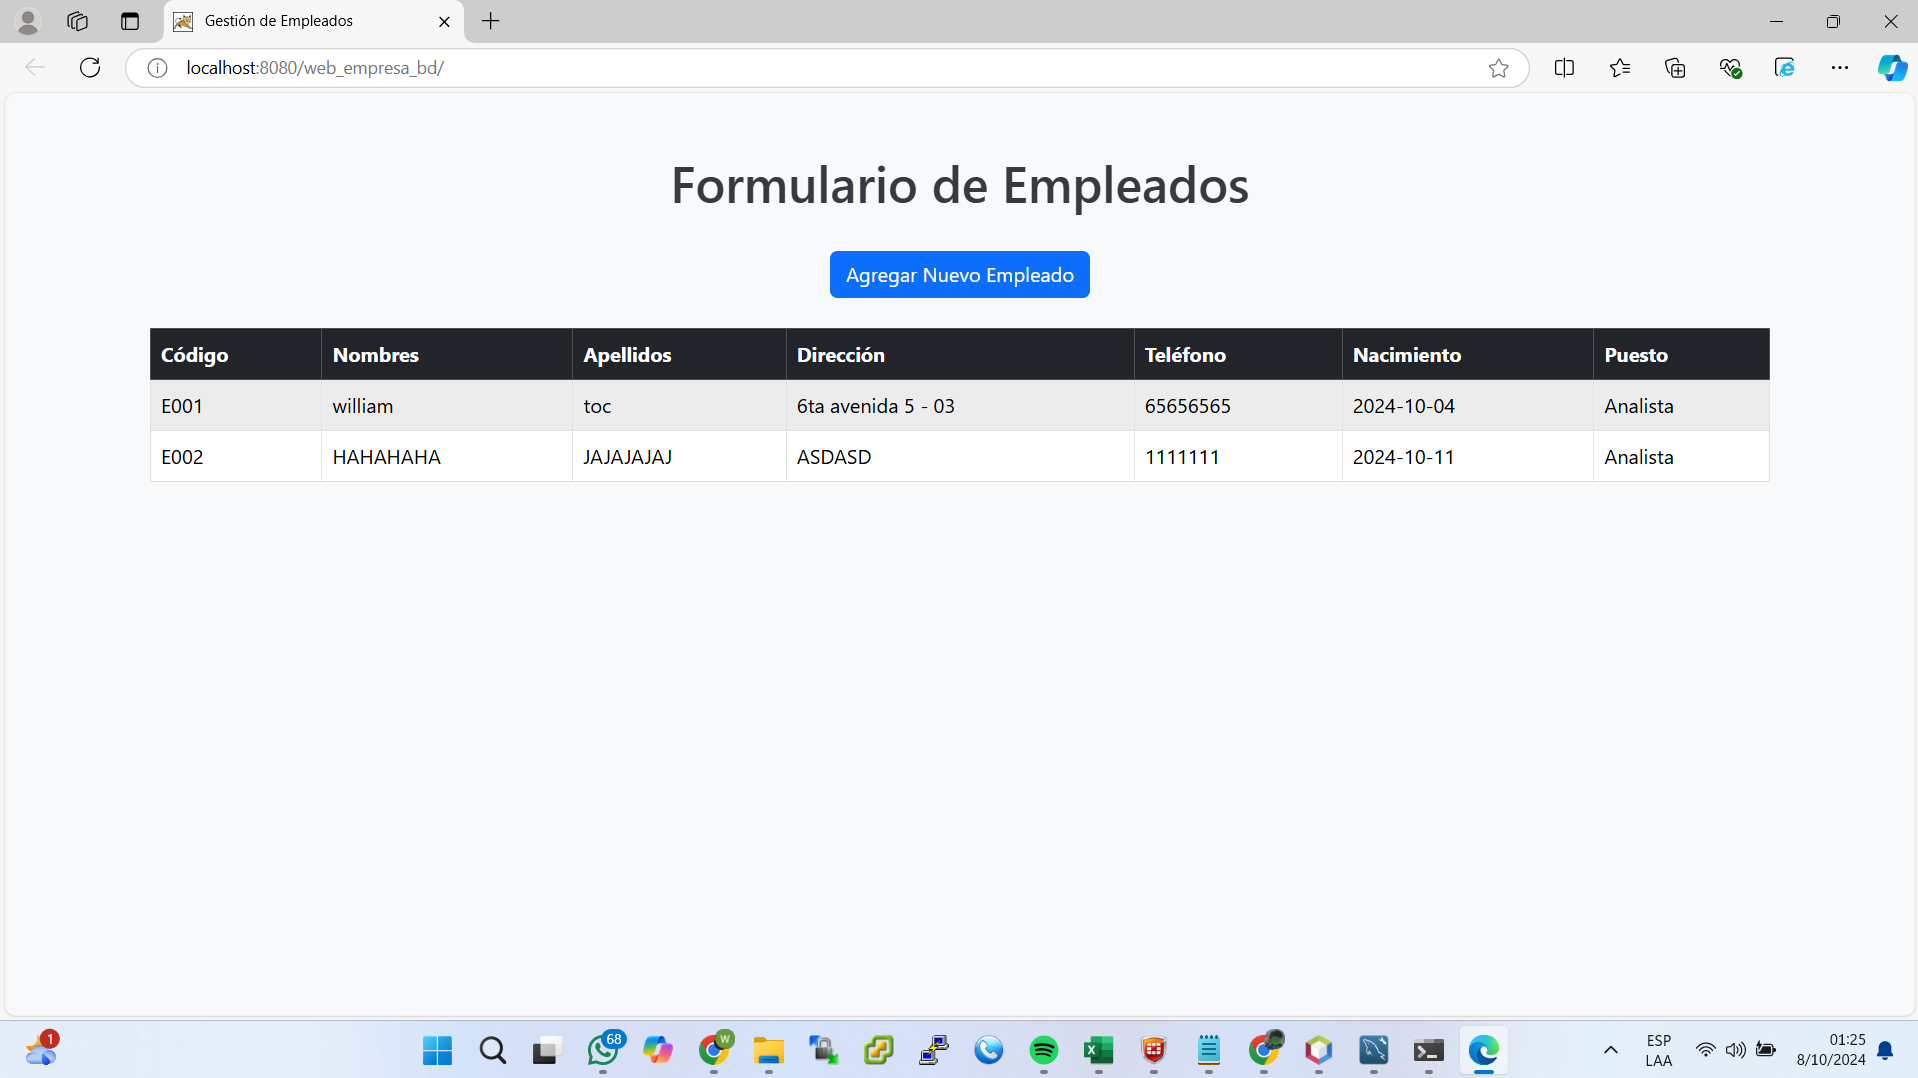 Gestión de Empleados
localhost:8080/web_empresa_bd/
Formulario de Empleados
Agregar Nuevo Empleado
Código Nombres Apellidos Dirección Teléfono Nacimiento Puesto
E001 william toc 6ta avenida 5 - 03 65656565 2024-10-04 Analista
E002 HAHAHAHA JAJAJAJAJ ASDASD 1111111 2024-10-11 Analista
1
68
W
ESP
LAA
01:25
8/10/2024